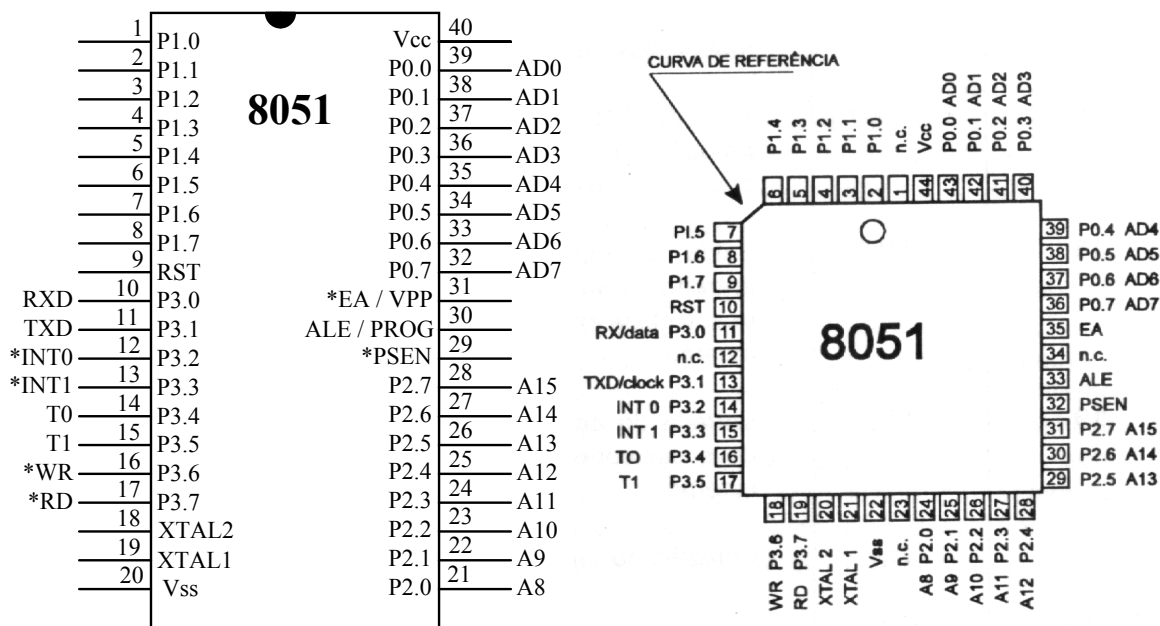 8051
1 P1.0
2 P1.1
3 P1.2
4 P1.3
5 P1.4
6 P1.5
7 P1.6
8 P1.7
9 RST
RXD 10 P3.0
TXD 11 P3.1
*INT0 12 P3.2
*INT1 13 P3.3
T0 14 P3.4
T1 15 P3.5
*WR 16 P3.6
*RD 17 P3.7
18 XTAL2
19 XTAL1
20 Vss
Vcc 40
P0.0 39 AD0
P0.1 38 AD1
P0.2 37 AD2
P0.3 36 AD3
P0.4 35 AD4
P0.5 34 AD5
P0.6 33 AD6
P0.7 32 AD7
*EA / VPP 31
ALE / PROG 30
*PSEN 29
P2.7 28 A15
P2.6 27 A14
P2.5 26 A13
P2.4 25 A12
P2.3 24 A11
P2.2 23 A10
P2.1 22 A9
P2.0 21 A8
CURVA DE REFERÊNCIA
P1.4 6
P1.3 5
P1.2 4
P1.1 3
P1.0 2
n.c. 1
Vcc 44
P0.0 AD0 43
P0.1 AD1 42
P0.2 AD2 41
P0.3 AD3 40
PI.5 7
P1.6 8
P1.7 9
RST 10
RX/data P3.0 11
n.c. 12
TXD/clock P3.1 13
INT 0 P3.2 14
INT 1 P3.3 15
TO P3.4 16
T1 P3.5 17
8051
39 P0.4 AD4
38 P0.5 AD5
37 P0.6 AD6
36 P0.7 AD7
35 EA
34 n.c.
33 ALE
32 PSEN
31 P2.7 A15
30 P2.6 A14
29 P2.5 A13
18 WR P3.6
19 RD P3.7
20 XTAL 2
21 XTAL 1
22 Vss
23 n.c.
24 A8 P2.0
25 A9 P2.1
26 A10 P2.2
27 A11 P2.3
28 A12 P2.4